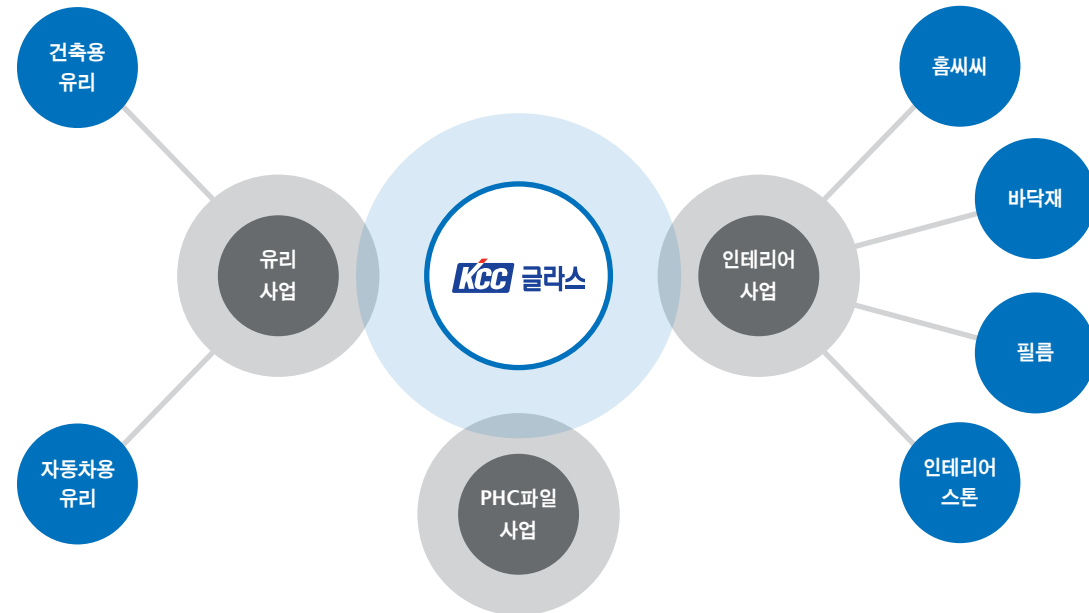 건축용
유리
홈씨씨
바닥재
유리
사업
KCC 글라스
인테리어
사업
필름
자동차용
유리
PHC파일
사업
인테리어
스톤